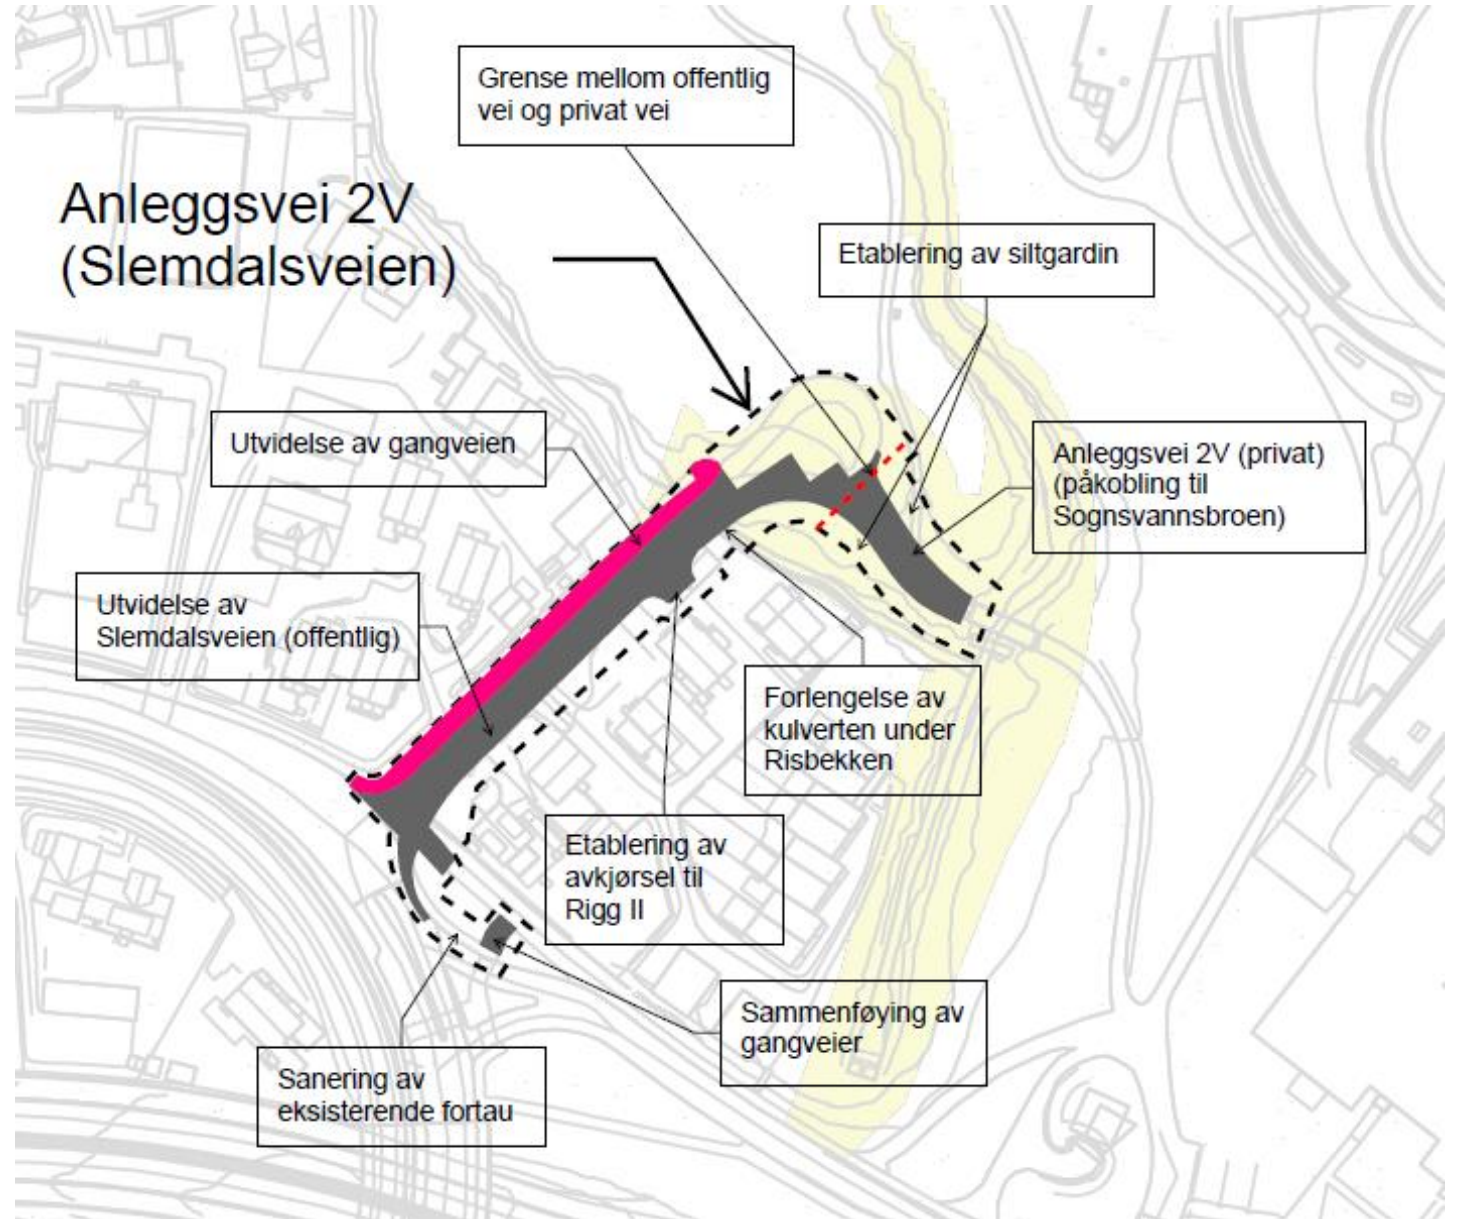 Grense mellom offentlig
vei og privat vei
Anleggsvei 2V
(Slemdalsveien)
Etablering av siltgardin
Utvidelse av gangveien
Anleggsvei 2V (privat)
(påkobling til
Sognsvannsbroen)
Utvidelse av
Slemdalsveien (offentlig)
Forlengelse av
kulverten under
Risbekken
Etablering av
avkjørsel til
Rigg II
Sammenføying av
gangveier
Sanering av
eksisterende fortau